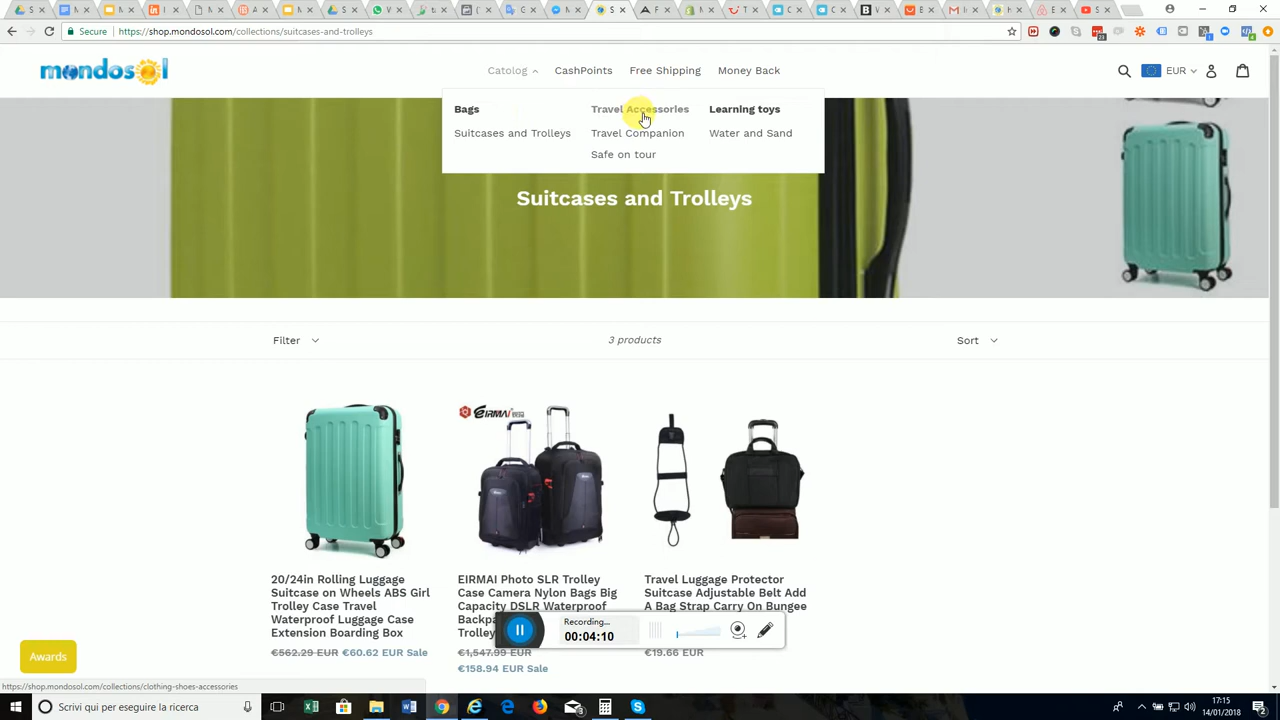 Secure
https://shop.mondosol.com/collections/suitcases-and-trolleys
mondosol
Catolog
CashPoints
Free Shipping
Money Back
EUR
Bags
Travel Accessories
Learning toys
Suitcases and Trolleys
Travel Companion
Water and Sand
Safe on tour
Suitcases and Trolleys
Filter
3 products
Sort
EIRMAI
20/24in Rolling Luggage
Suitcase on Wheels ABS Girl
Trolley Case Travel
Waterproof Luggage Case
Extension Boarding Box
€562.29 EUR €60.62 EUR Sale
EIRMAI Photo SLR Trolley
Case Camera Nylon Bags Big
Capacity DSLR Waterproof
€1,547.99 EUR
€158.94 EUR Sale
Travel Luggage Protector
Suitcase Adjustable Belt Add
A Bag Strap Carry On Bungee
€19.66 EUR
Recording...
00:04:10
Awards
https://shop.mondosol.com/collections/clothing-shoes-accessories
Scrivi qui per eseguire la ricerca
17:15
14/01/2018